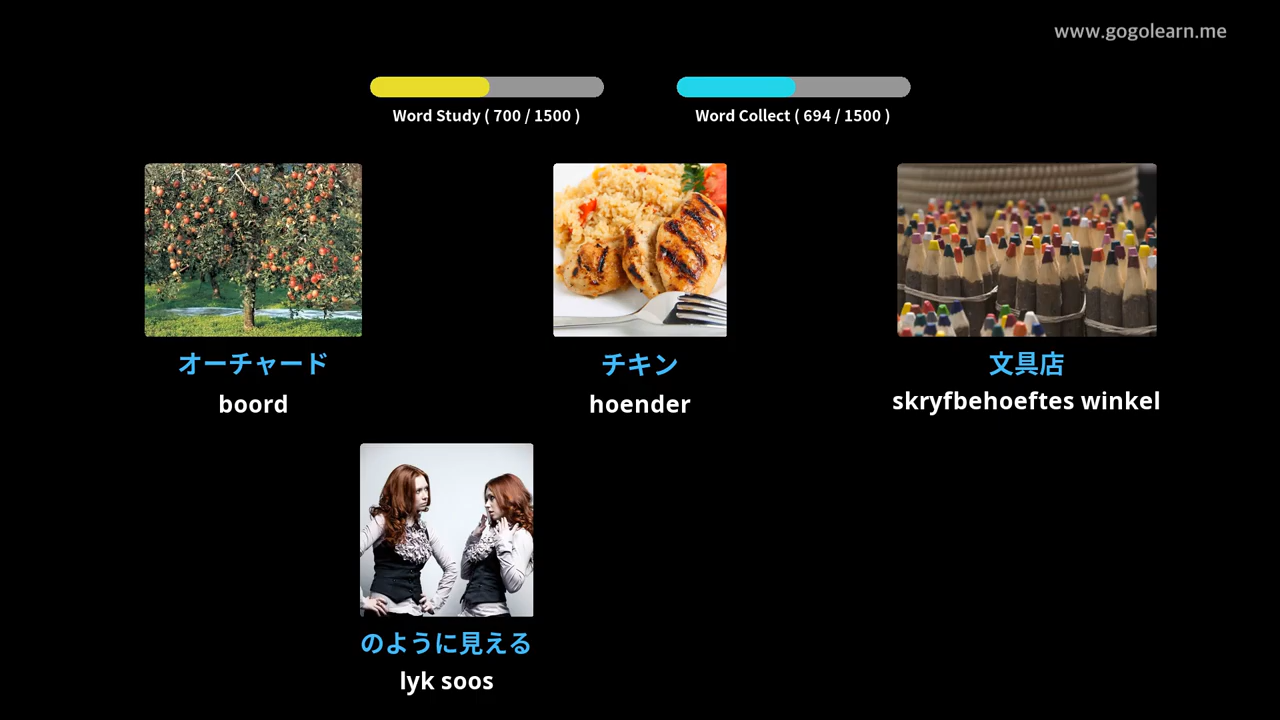 www.gogolearn.me
Word Study ( 700 / 1500 )
Word Collect ( 694 / 1500 )
オーチャード
boord
チキン
hoender
文具店
skryfbehoeftes winkel
のように見える
lyk soos